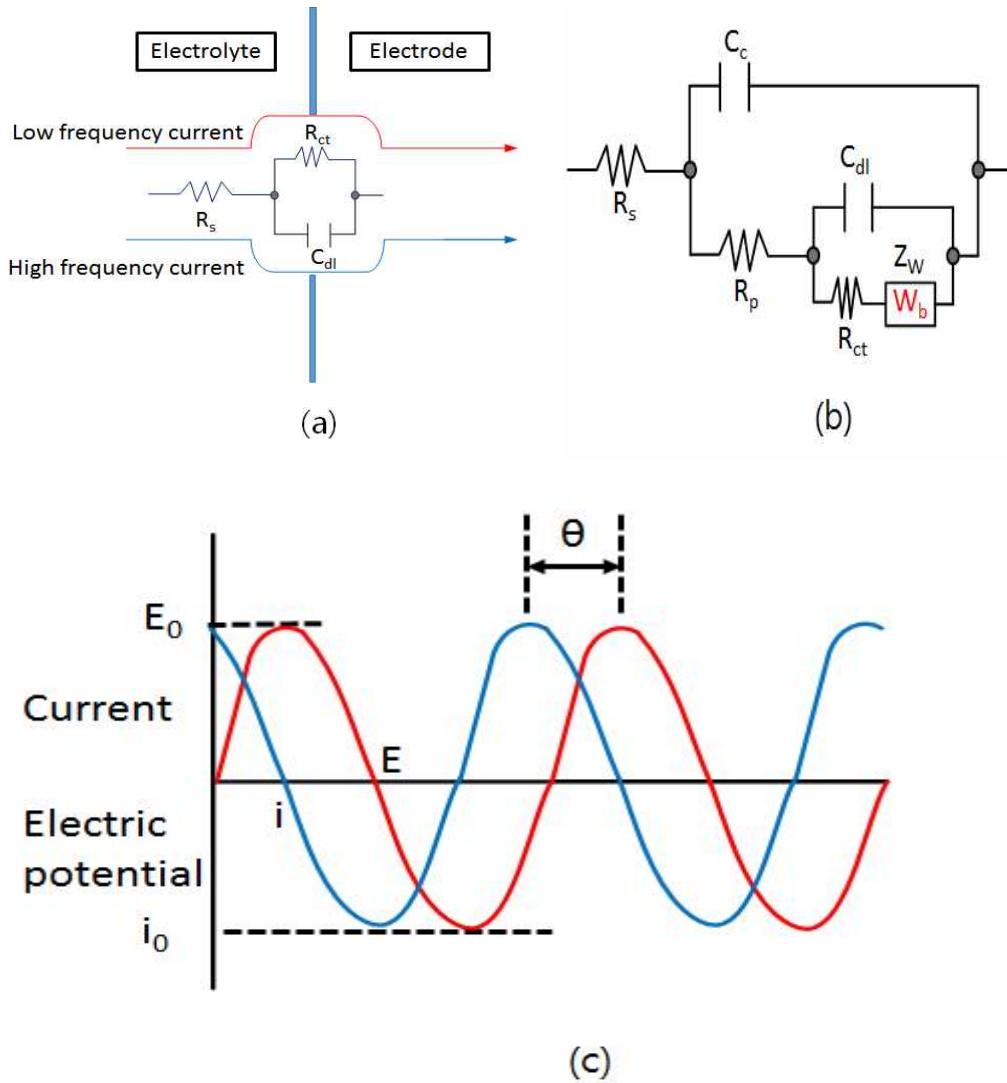 Electrolyte
Electrode
Low frequency current
Rct
Rs
Cdl
High frequency current
(a)
Cc
Rs
Cdl
Rp
ZW
Wb
Rct
(b)
θ
E0
Current
E
i
Electric
potential
i0
(c)